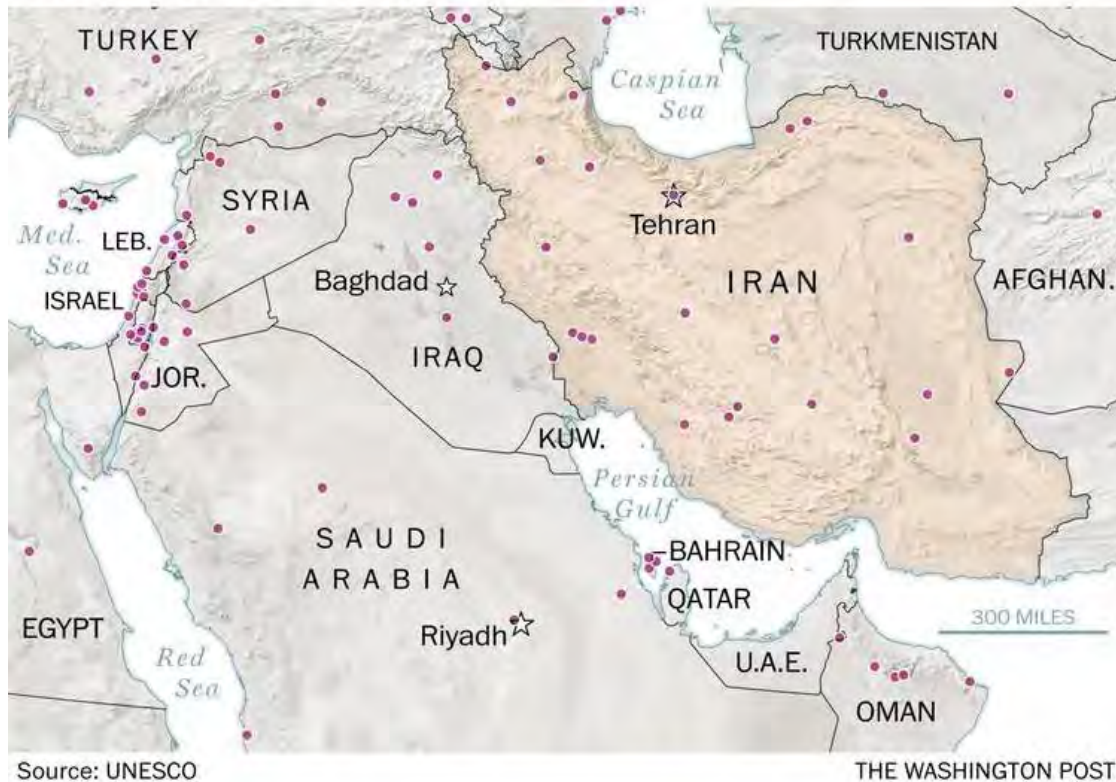 TURKEY
TURKMENISTAN
Caspian
Sea
SYRIA
Tehran
Med.
Sea
LEB.
IRAN
AFGHAN.
Baghdad
ISRAEL
IRAQ
JOR.
KUW.
Persian
Gulf
SAUDI
ARABIA
BAHRAIN
QATAR
300 MILES
EGYPT
Riyadh
Red
Sea
U.A.E.
OMAN
Source: UNESCO
THE WASHINGTON POST